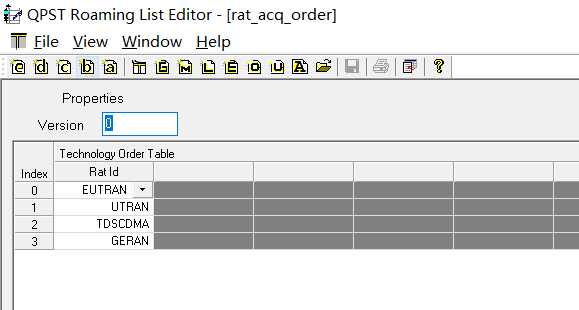 QPST Roaming List Editor - [rat_acq_order]
File View Window Help
e d c b a T G M L E O U A ?
Properties
Version 0
Technology Order Table
Index Rat Id
0 EUTRAN
1 UTRAN
2 TDSCDMA
3 GERAN